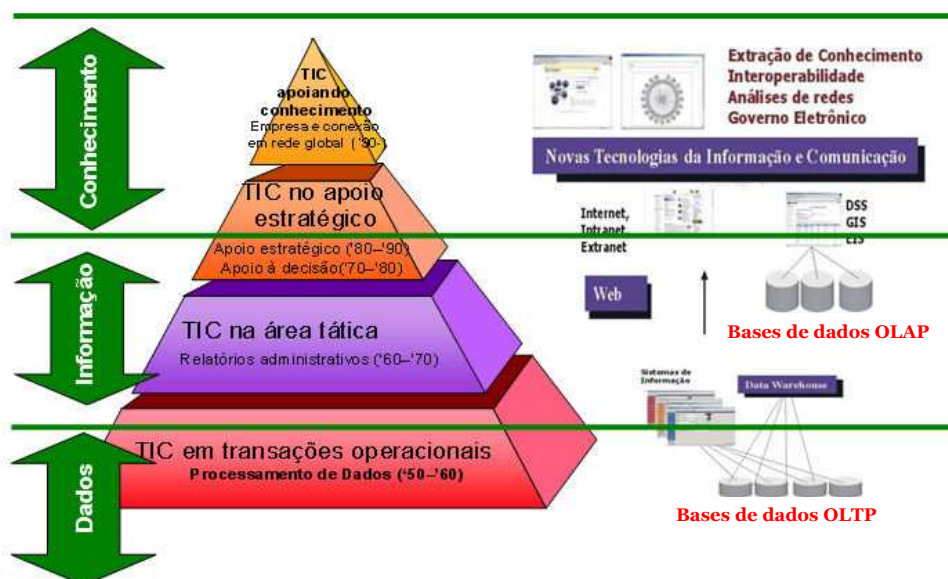 Conhecimento
Informação
Dados
TIC
apoiando
conhecimento
Empresa e conexão
em rede global ('90-)
TIC no apoio
estratégico
Apoio estratégico ('80–'90)
Apoio à decisão('70–'80)
TIC na área tática
Relatórios administrativos ('60–'70)
TIC em transações operacionais
Processamento de Dados ('50–'60)
Extração de Conhecimento
Interoperabilidade
Análises de redes
Governo Eletrônico
Novas Tecnologias da Informação e Comunicação
Internet,
Intranet
Extranet
DSS
GIS
EIS
Web
Bases de dados OLAP
Sistemas de
Informação
Data Warehouse
Bases de dados OLTP